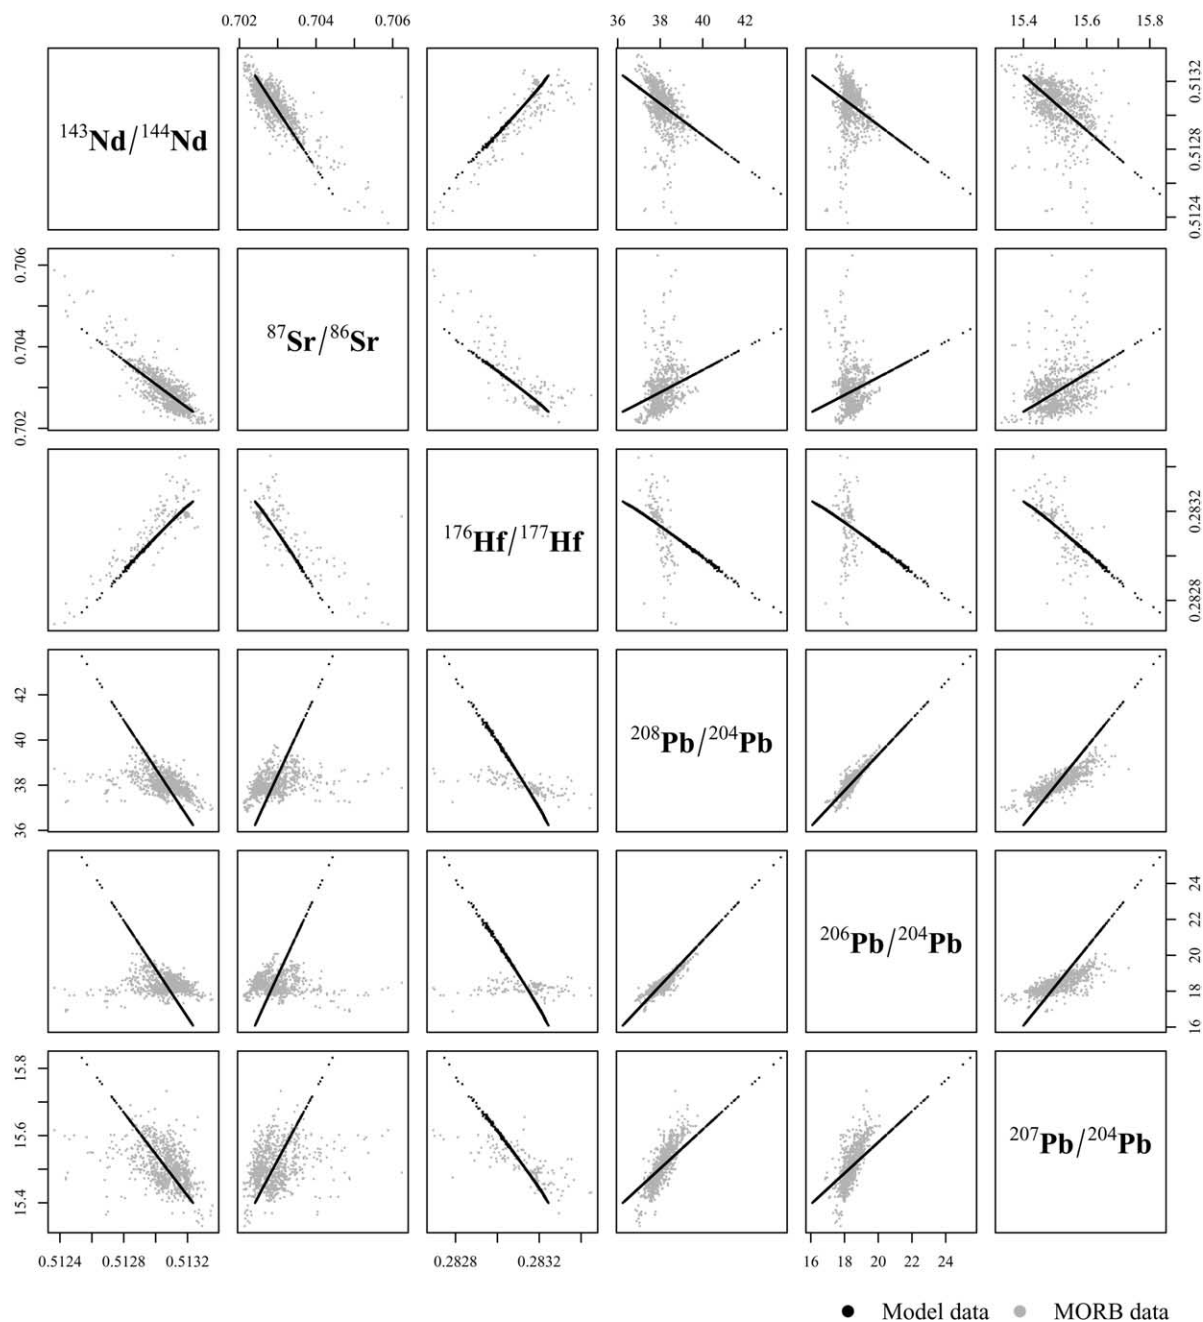 0.702 0.704 0.706 36 38 40 42 15.4 15.6 15.8
¹⁴³Nd/¹⁴⁴Nd
0.5124 0.5128 0.5132
⁸⁷Sr/⁸⁶Sr
0.702 0.704 0.706
¹⁷⁶Hf/¹⁷⁷Hf
0.2828 0.2832
²⁰⁸Pb/²⁰⁴Pb
36 38 40 42
²⁰⁶Pb/²⁰⁴Pb
16 18 20 22 24
²⁰⁷Pb/²⁰⁴Pb
15.4 15.6 15.8
0.5124 0.5128 0.5132 0.2828 0.2832 16 18 20 22 24
Model data MORB data